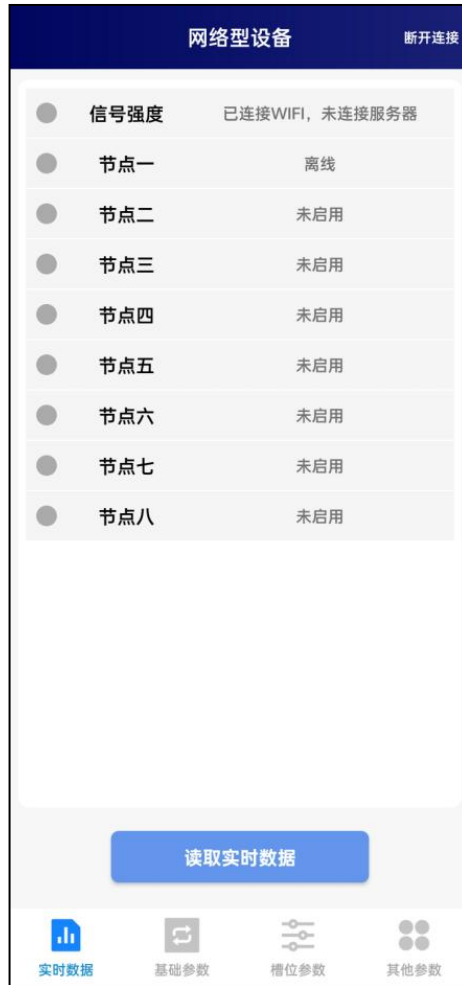 网络型设备 断开连接
信号强度 已连接WIFI，未连接服务器
节点一 离线
节点二 未启用
节点三 未启用
节点四 未启用
节点五 未启用
节点六 未启用
节点七 未启用
节点八 未启用
读取实时数据
实时数据 基础参数 槽位参数 其他参数